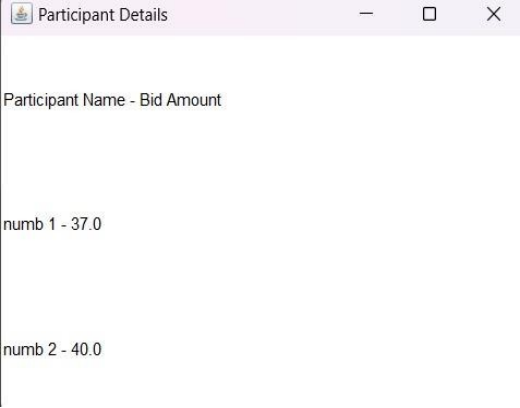 Participant Details
Participant Name - Bid Amount
numb 1 - 37.0
numb 2 - 40.0